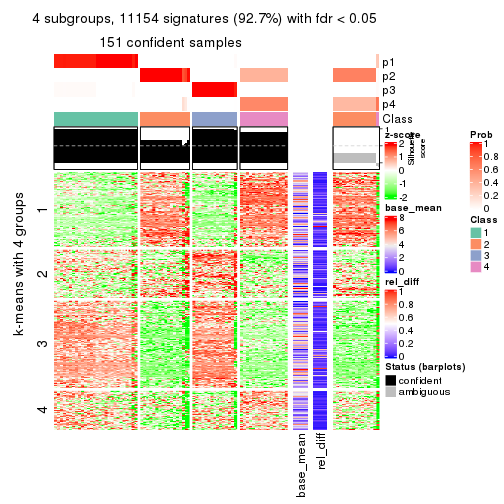 4 subgroups, 11154 signatures (92.7%) with fdr < 0.05
151 confident samples
p1
p2
p3
p4
Class
1
Silhouette
score
z-score
2
1
0
-1
-2
base_mean
8
6
4
2
0
rel_diff
1
0.8
0.6
0.4
0.2
0
Status (barplots)
confident
ambiguous
Prob
1
0.8
0.6
0.4
0.2
0
Class
1
2
3
4
k-means with 4 groups
1
2
3
4
base_mean
rel_diff